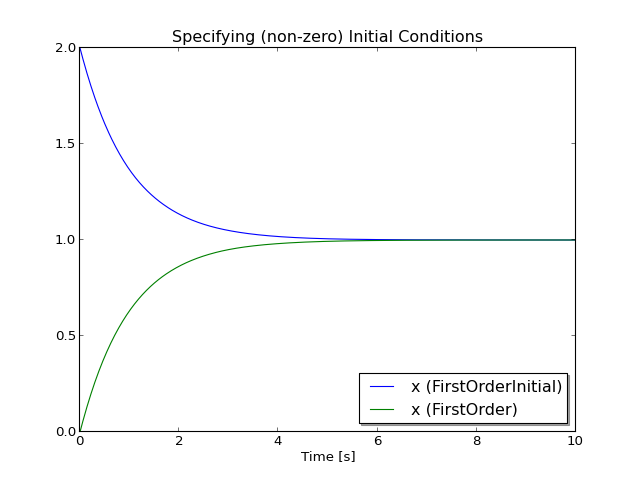 Specifying (non-zero) Initial Conditions
2.0
1.5
1.0
0.5
0.0
x (FirstOrderInitial)
x (FirstOrder)
0 2 4 6 8 10
Time [s]